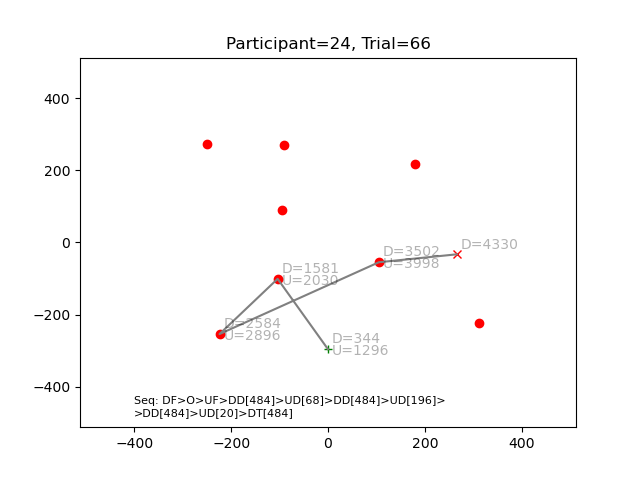 Participant=24, Trial=66
400
200
0
−200
−400
D=4330
D=3502
U=3998
D=1581
U=2030
D=2584
U=2896
D=344
U=1296
Seq: DF>O>UF>DD[484]>UD[68]>DD[484]>UD[196]>
>DD[484]>UD[20]>DT[484]
−400 −200 0 200 400